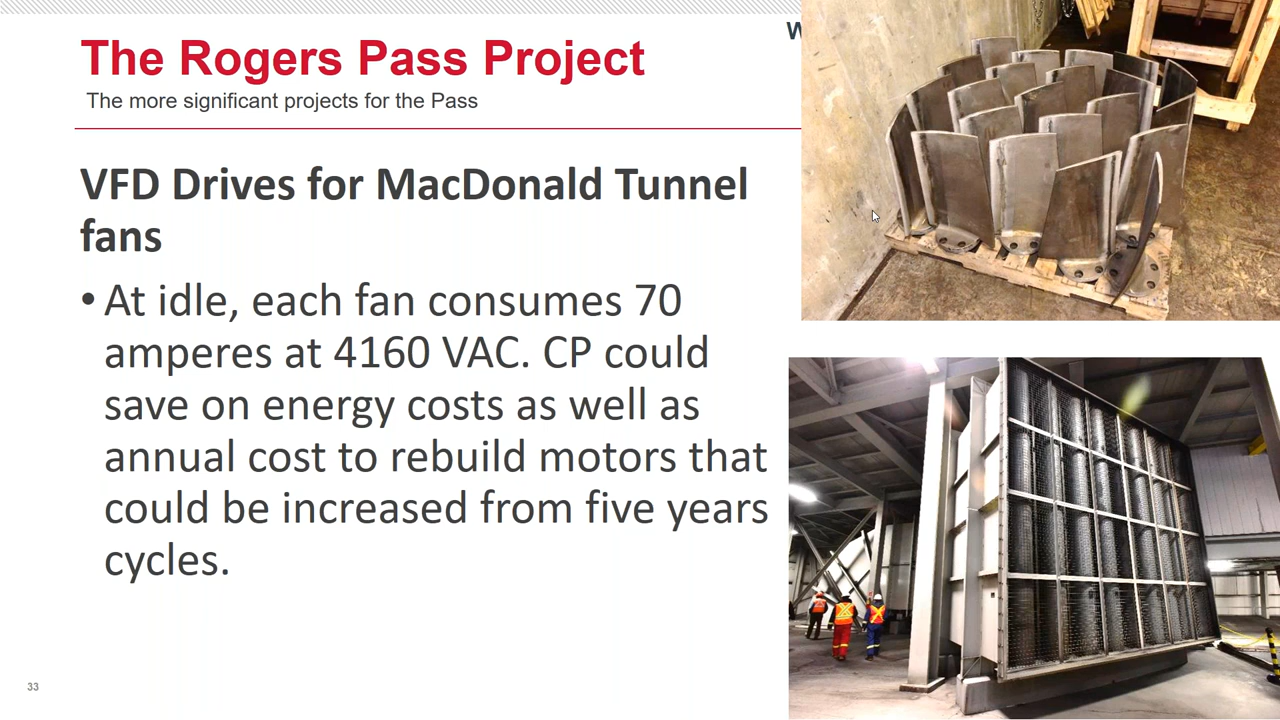 The Rogers Pass Project
The more significant projects for the Pass
VFD Drives for MacDonald Tunnel
fans
• At idle, each fan consumes 70
amperes at 4160 VAC. CP could
save on energy costs as well as
annual cost to rebuild motors that
could be increased from five years
cycles.
33